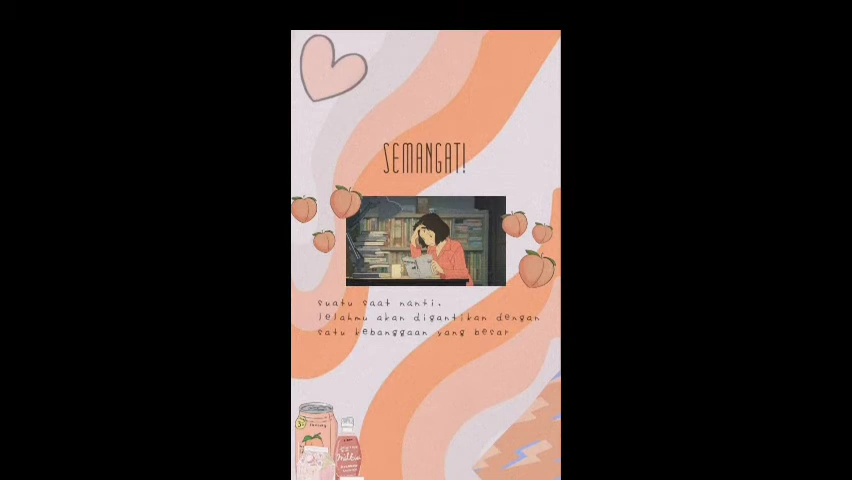 SEMANGAT!
suatu saat nanti.
lelahmu akan digantikan dengan
satu kebanggaan yang besar